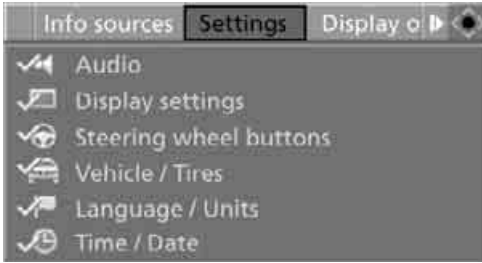 Info sources Settings Display o
Audio
Display settings
Steering wheel buttons
Vehicle / Tires
Language / Units
Time / Date